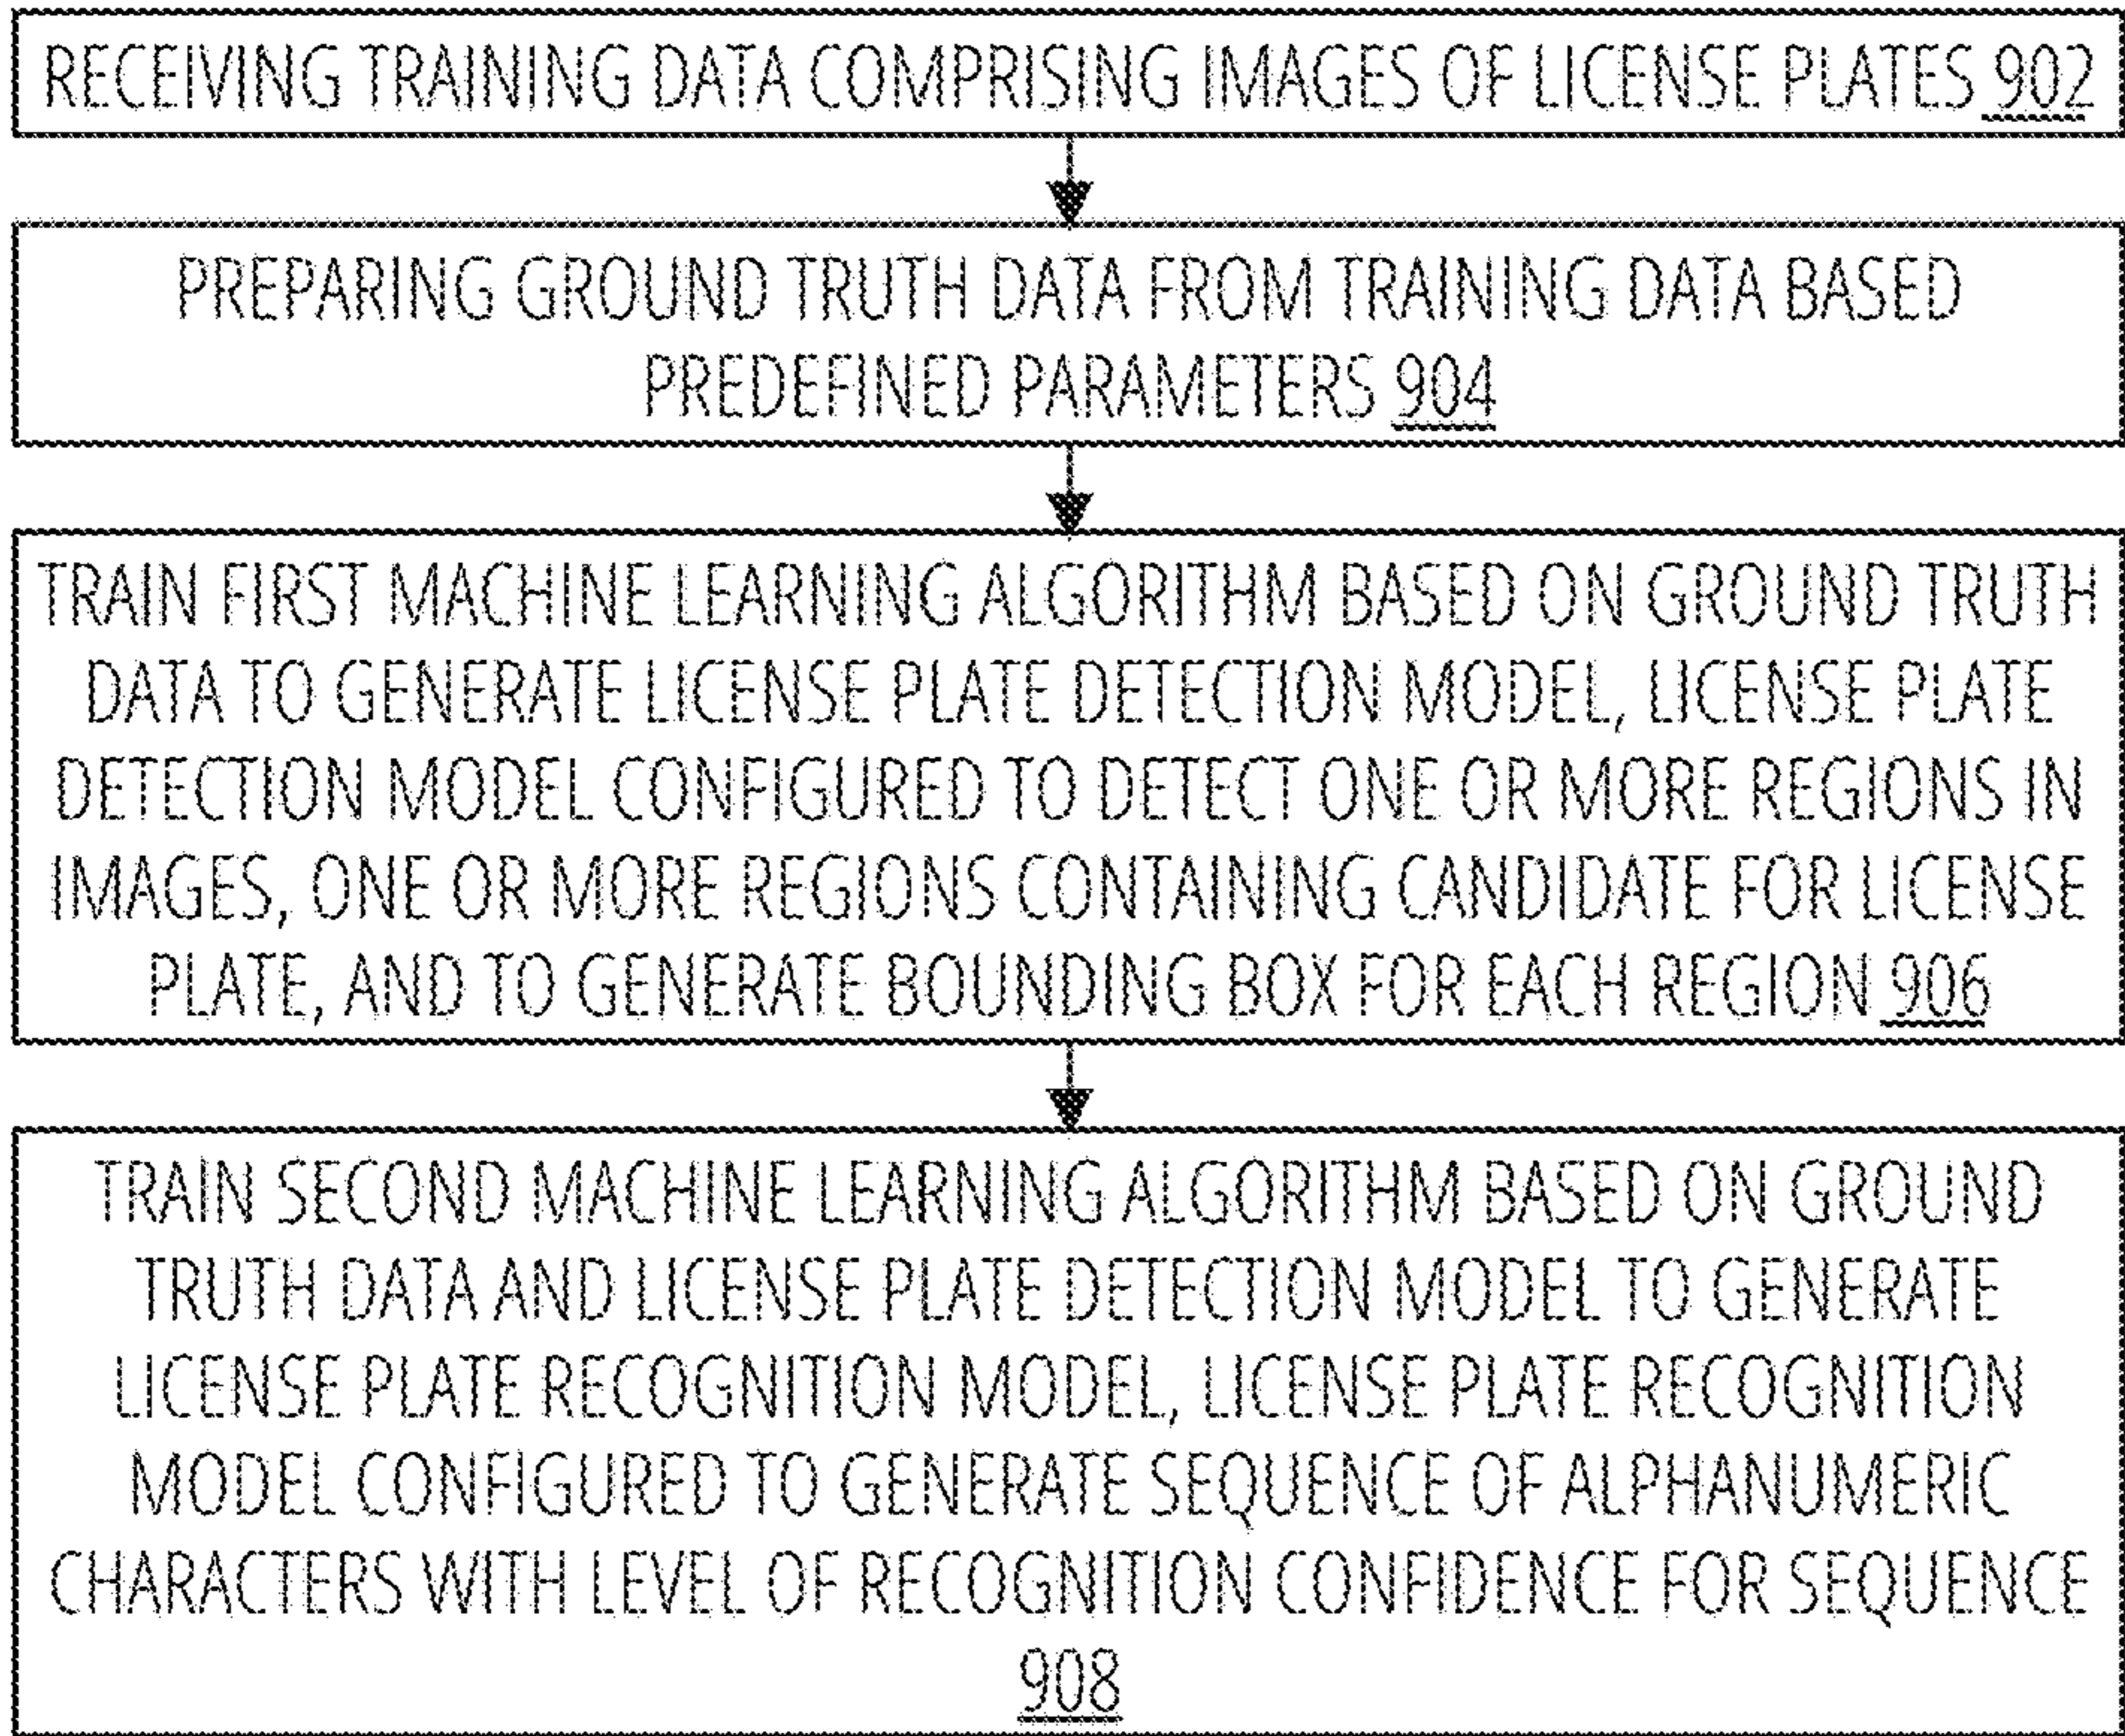 RECEIVING TRAINING DATA COMPRISING IMAGES OF LICENSE PLATES 902
PREPARING GROUND TRUTH DATA FROM TRAINING DATA BASED
PREDEFINED PARAMETERS 904
TRAIN FIRST MACHINE LEARNING ALGORITHM BASED ON GROUND TRUTH
DATA TO GENERATE LICENSE PLATE DETECTION MODEL, LICENSE PLATE
DETECTION MODEL CONFIGURED TO DETECT ONE OR MORE REGIONS IN
IMAGES, ONE OR MORE REGIONS CONTAINING CANDIDATE FOR LICENSE
PLATE, AND TO GENERATE BOUNDING BOX FOR EACH REGION 906
TRAIN SECOND MACHINE LEARNING ALGORITHM BASED ON GROUND
TRUTH DATA AND LICENSE PLATE DETECTION MODEL TO GENERATE
LICENSE PLATE RECOGNITION MODEL, LICENSE PLATE RECOGNITION
MODEL CONFIGURED TO GENERATE SEQUENCE OF ALPHANUMERIC
CHARACTERS WITH LEVEL OF RECOGNITION CONFIDENCE FOR SEQUENCE
908